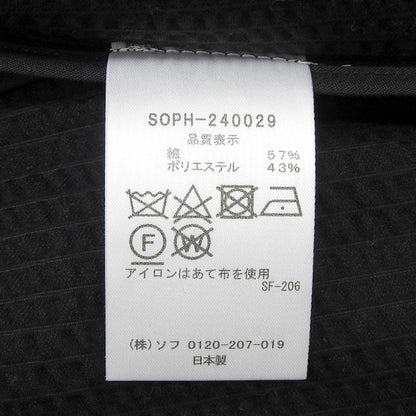 SOPH-240029
品質表示
綿 57%
ポリエステル 43%
F W
アイロンはあて布を使用
SF-206
(株)ソフ 0120-207-019
日本製